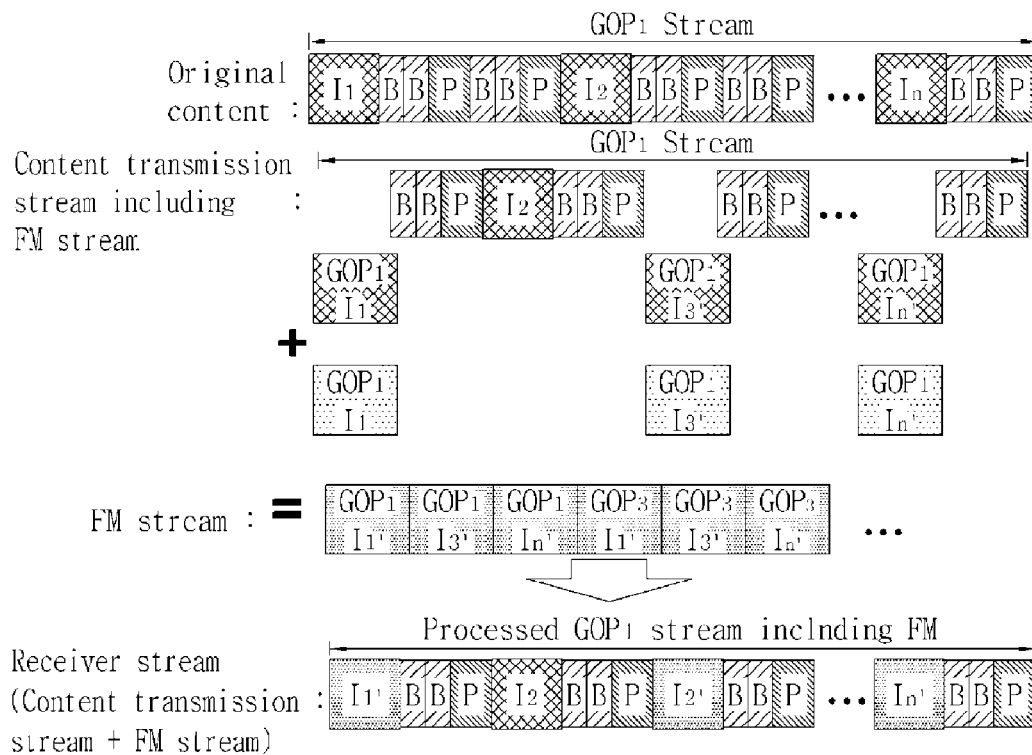 GOP1 Stream
Original content :
I1 B B P B B P I2 B B P B B P ... In B B P
GOP1 Stream
Content transmission stream including FM stream :
B B P I2 B B P B B P ... B B P
GOP1 I1' GOP1 I3' GOP1 In'
+
GOP1 I1 GOP1 I3' GOP1 In'
FM stream : =
GOP1 GOP1 GOP1 GOP3 GOP3 GOP3
I1' I3' In' I1' I3' In' ...
Processed GOP1 stream inclnding FM
Receiver stream (Content transmission stream + FM stream) :
I1' B B P I2 B B P I2' B B P ... In' B B P